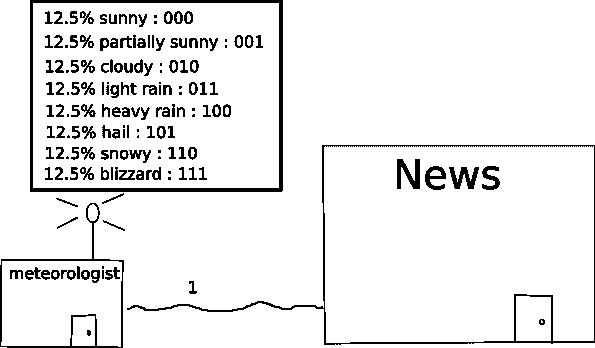 12.5% sunny : 000
12.5% partially sunny : 001
12.5% cloudy : 010
12.5% light rain : 011
12.5% heavy rain : 100
12.5% hail : 101
12.5% snowy : 110
12.5% blizzard : 111
News
meteorologist
1